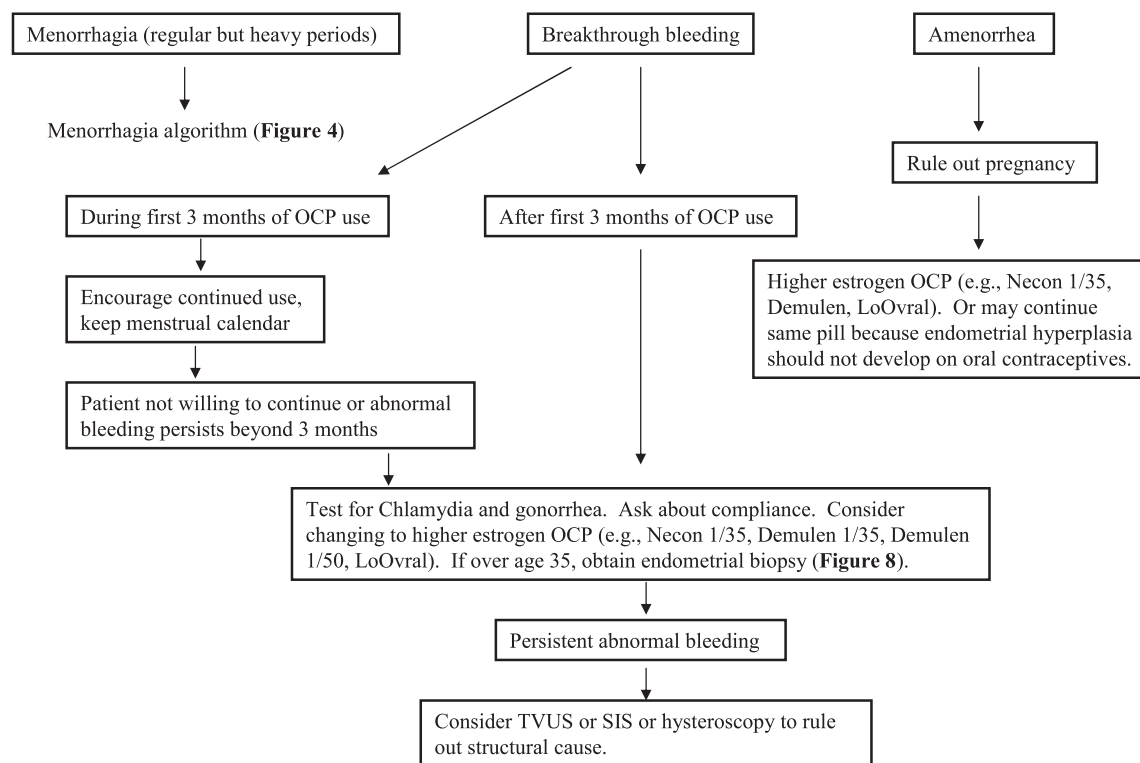 Menorrhagia (regular but heavy periods)
Breakthrough bleeding
Amenorrhea
Menorrhagia algorithm (Figure 4)
Rule out pregnancy
During first 3 months of OCP use
After first 3 months of OCP use
Higher estrogen OCP (e.g., Necon 1/35,
Demulen, LoOvral).  Or may continue
same pill because endometrial hyperplasia
should not develop on oral contraceptives.
Encourage continued use,
keep menstrual calendar
Patient not willing to continue or abnormal
bleeding persists beyond 3 months
Test for Chlamydia and gonorrhea.  Ask about compliance.  Consider
changing to higher estrogen OCP (e.g., Necon 1/35, Demulen 1/35, Demulen
1/50, LoOvral).  If over age 35, obtain endometrial biopsy (Figure 8).
Persistent abnormal bleeding
Consider TVUS or SIS or hysteroscopy to rule
out structural cause.